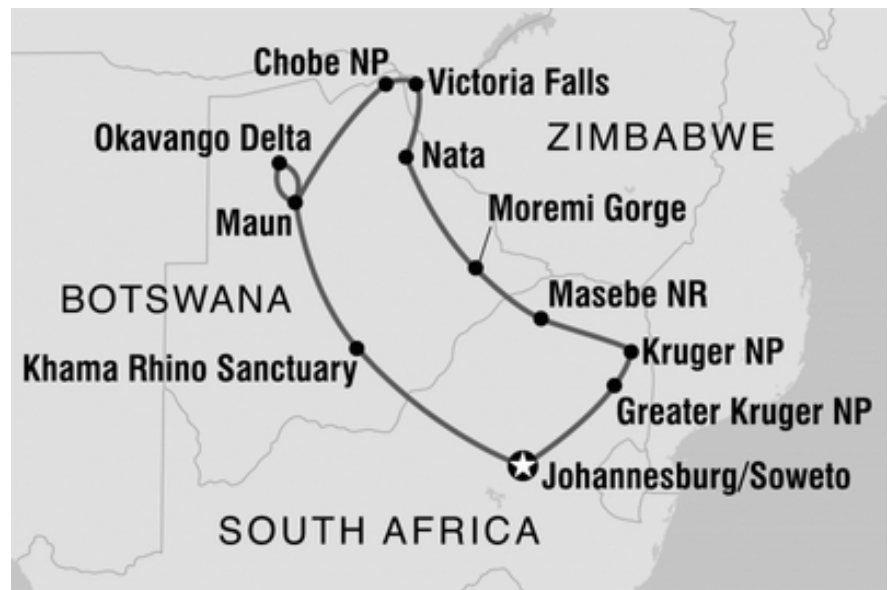 Chobe NP
Victoria Falls
Okavango Delta
ZIMBABWE
Nata
Moremi Gorge
Maun
BOTSWANA
Masebe NR
Kruger NP
Khama Rhino Sanctuary
Greater Kruger NP
Johannesburg/Soweto
SOUTH AFRICA